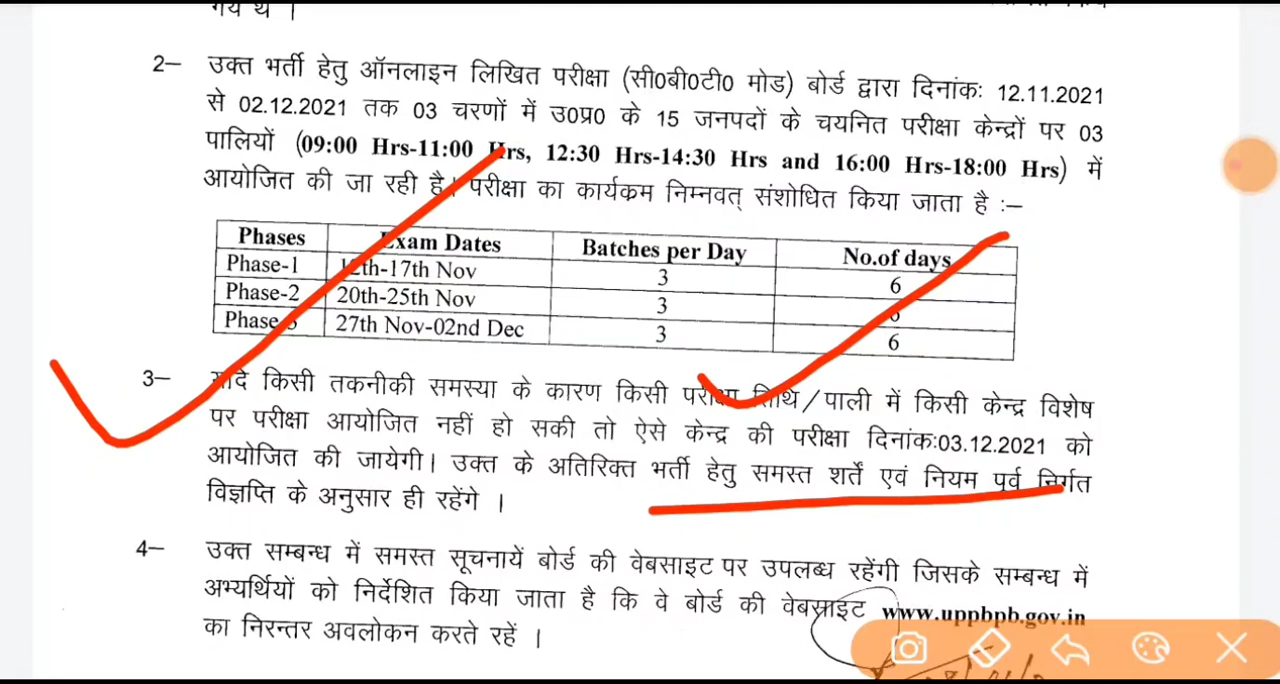 गये थे ।
2— उक्त भर्ती हेतु ऑनलाइन लिखित परीक्षा (सी0बी0टी0 मोड) बोर्ड द्वारा दिनांकः 12.11.2021
से 02.12.2021 तक 03 चरणों में उ0प्र0 के 15 जनपदों के चयनित परीक्षा केन्द्रों पर 03
पालियों (09:00 Hrs-11:00 Hrs, 12:30 Hrs-14:30 Hrs and 16:00 Hrs-18:00 Hrs) में
आयोजित की जा रही है। परीक्षा का कार्यक्रम निम्नवत् संशोधित किया जाता है :—
Phases Exam Dates Batches per Day No.of days
Phase-1 12th-17th Nov 3 6
Phase-2 20th-25th Nov 3 6
Phase-3 27th Nov-02nd Dec 3 6
3— यदि किसी तकनीकी समस्या के कारण किसी परीक्षा तिथि/पाली में किसी केन्द्र विशेष
पर परीक्षा आयोजित नहीं हो सकी तो ऐसे केन्द्र की परीक्षा दिनांक:03.12.2021 को
आयोजित की जायेगी। उक्त के अतिरिक्त भर्ती हेतु समस्त शर्तें एवं नियम पूर्व निर्गत
विज्ञप्ति के अनुसार ही रहेंगे ।
4— उक्त सम्बन्ध में समस्त सूचनायें बोर्ड की वेबसाइट पर उपलब्ध रहेंगी जिसके सम्बन्ध में
अभ्यर्थियों को निर्देशित किया जाता है कि वे बोर्ड की वेबसाइट www.uppbpb.gov.in
का निरन्तर अवलोकन करते रहें ।